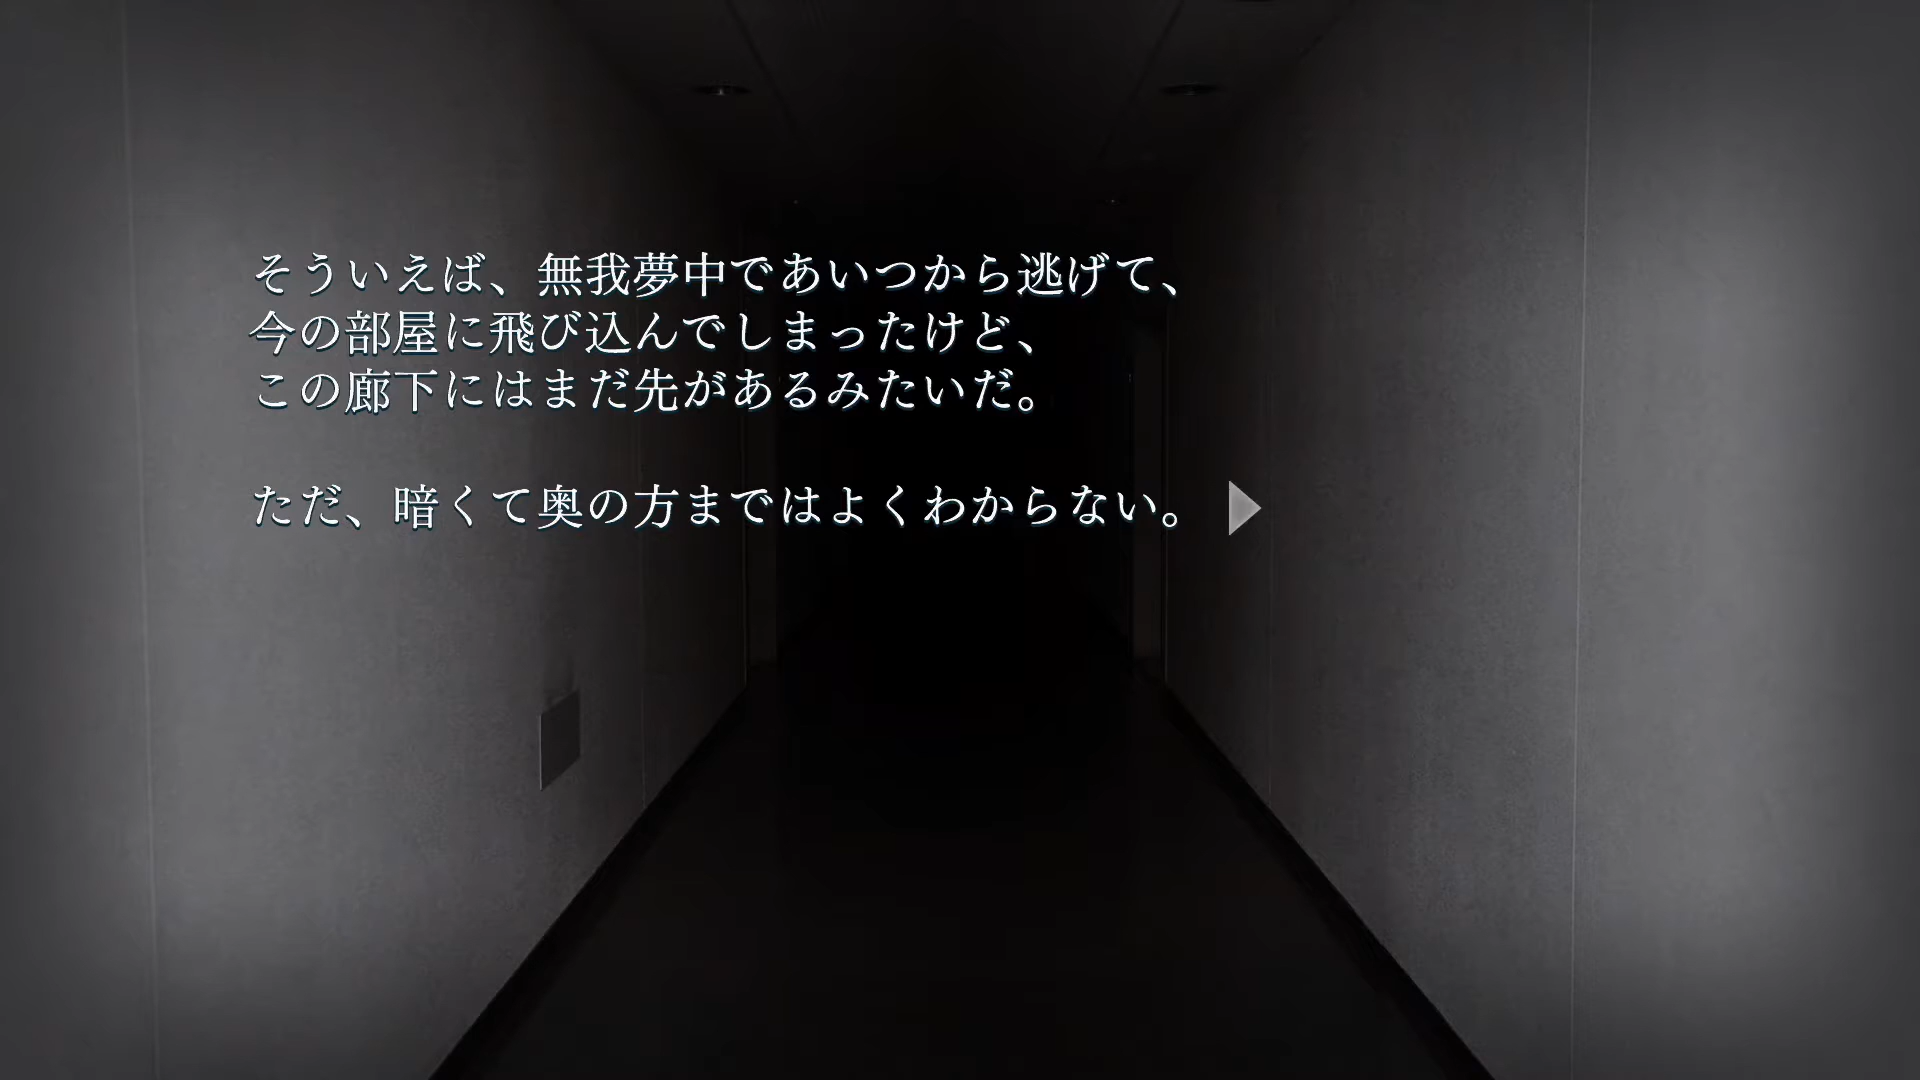 そういえば、無我夢中であいつから逃げて、
今の部屋に飛び込んでしまったけど、
この廊下にはまだ先があるみたいだ。
ただ、暗くて奥の方まではよくわからない。